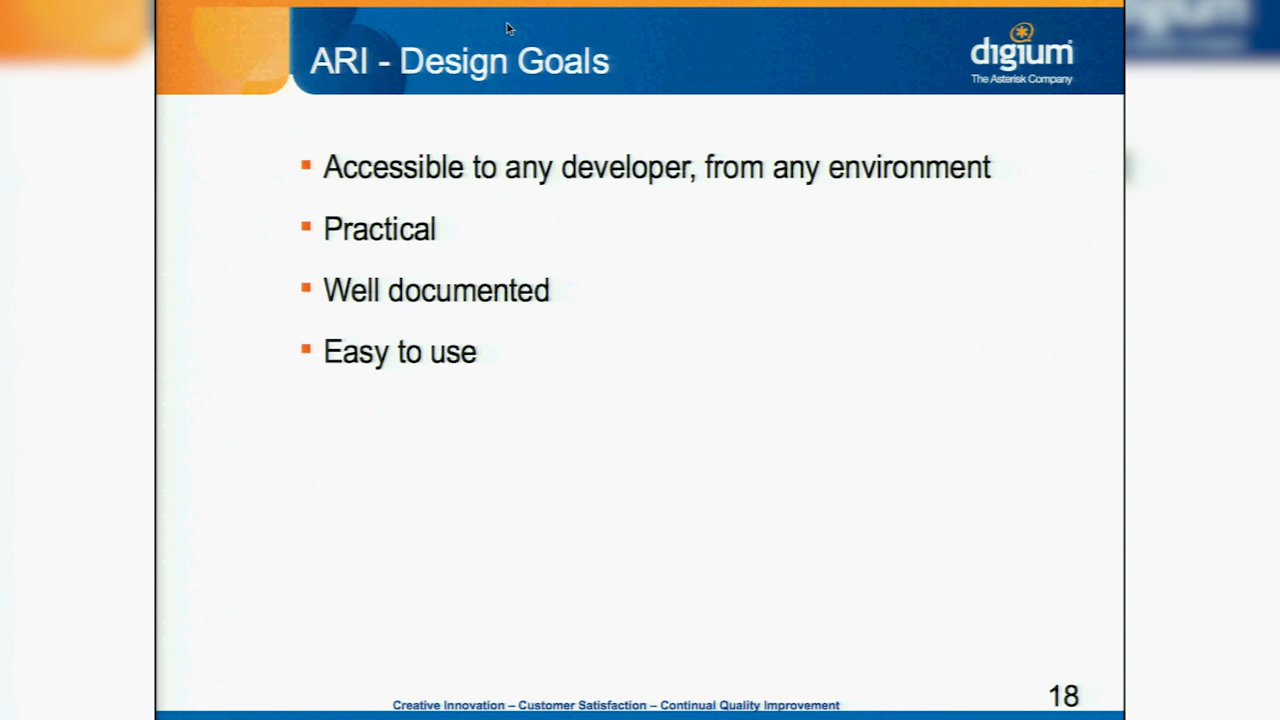 ARI - Design Goals
digium
The Asterisk Company
Accessible to any developer, from any environment
Practical
Well documented
Easy to use
Creative Innovation – Customer Satisfaction – Continual Quality Improvement
18